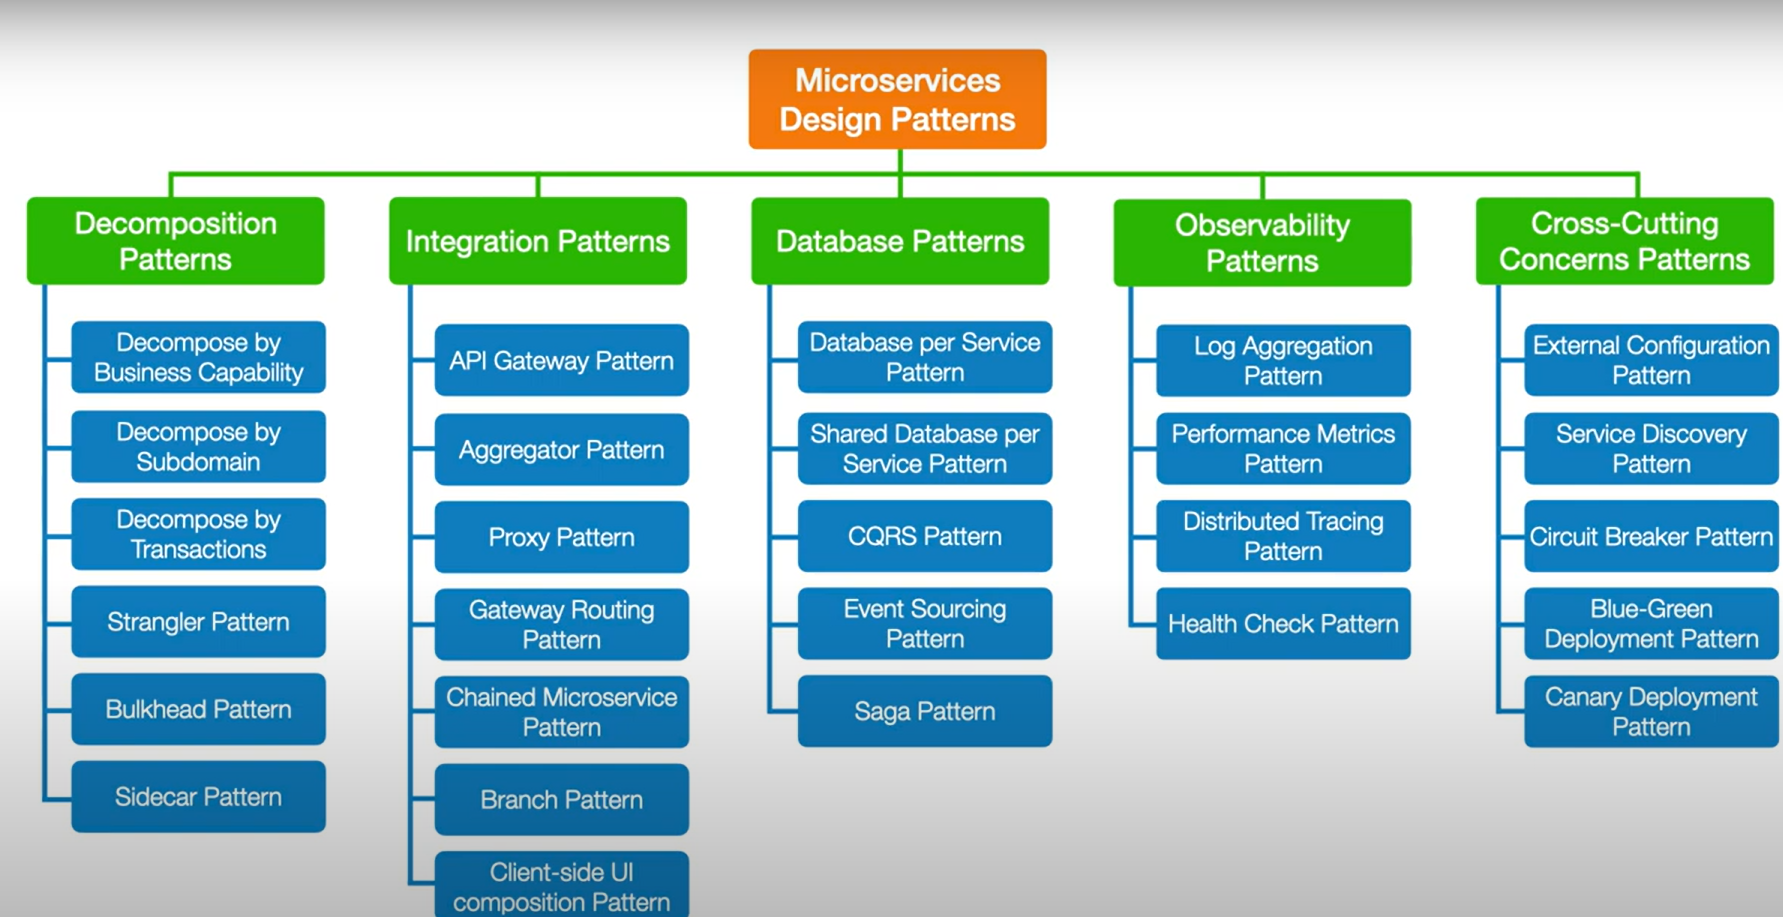 Microservices
Design Patterns
Decomposition
Patterns
Integration Patterns
Database Patterns
Observability
Patterns
Cross-Cutting
Concerns Patterns
Decompose by
Business Capability
Decompose by
Subdomain
Decompose by
Transactions
Strangler Pattern
Bulkhead Pattern
Sidecar Pattern
API Gateway Pattern
Aggregator Pattern
Proxy Pattern
Gateway Routing
Pattern
Chained Microservice
Pattern
Branch Pattern
Client-side UI
composition Pattern
Database per Service
Pattern
Shared Database per
Service Pattern
CQRS Pattern
Event Sourcing
Pattern
Saga Pattern
Log Aggregation
Pattern
Performance Metrics
Pattern
Distributed Tracing
Pattern
Health Check Pattern
External Configuration
Pattern
Service Discovery
Pattern
Circuit Breaker Pattern
Blue-Green
Deployment Pattern
Canary Deployment
Pattern